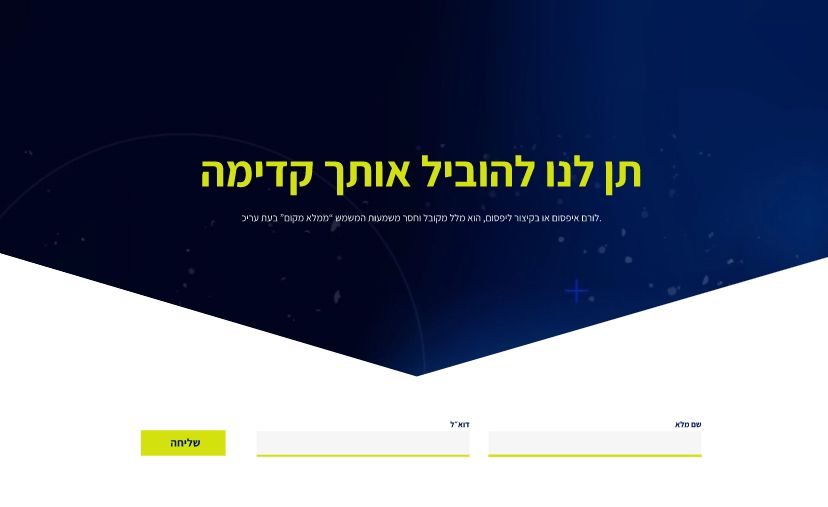 תן לנו להוביל אותך קדימה
לורם איפסום או בקיצור ליפסום, הוא מלל מקובל וחסר משמעות המשמש "ממלא מקום" בעת עריכ.
שם מלא
דוא״ל
שליחה